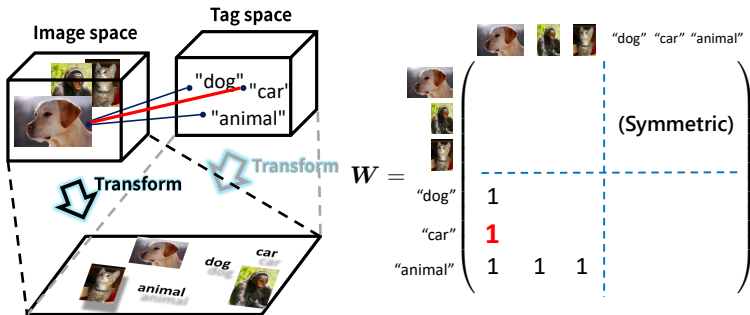 Image space
Tag space
"dog"
"car'
"animal"
Transform
Transform
car
dog
animal
"dog" "car" "animal"
(Symmetric)
W =
"dog" 1
"car" 1
"animal" 1 1 1